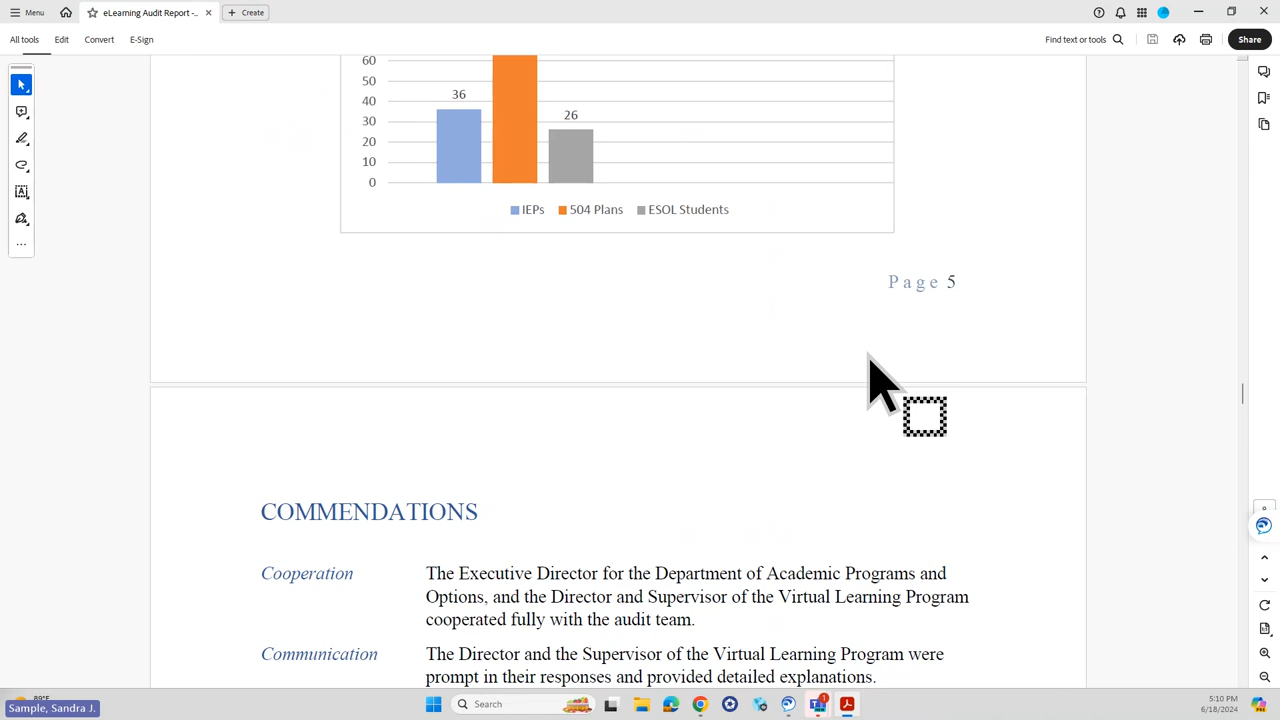 Menu
eLearning Audit Report -...
Create
All tools
Edit
Convert
E-Sign
Find text or tools
Share
60
50
40
30
20
10
0
36
26
IEPs
504 Plans
ESOL Students
Page 5
COMMENDATIONS
Cooperation
The Executive Director for the Department of Academic Programs and
Options, and the Director and Supervisor of the Virtual Learning Program
cooperated fully with the audit team.
Communication
The Director and the Supervisor of the Virtual Learning Program were
prompt in their responses and provided detailed explanations.
Sample, Sandra J.
Search
1
5:10 PM
6/18/2024